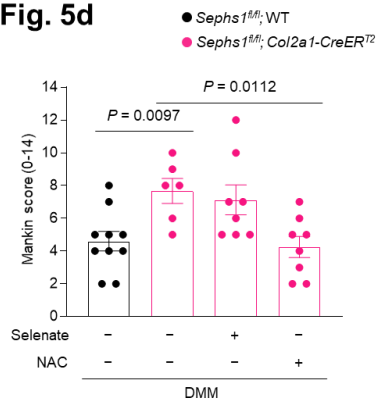 Fig. 5d
● Sephs1fl/fl; WT
● Sephs1fl/fl; Col2a1-CreERT2
P = 0.0112
P = 0.0097
Mankin score (0-14)
14
12
10
8
6
4
2
0
Selenate − − + −
NAC − − − +
DMM